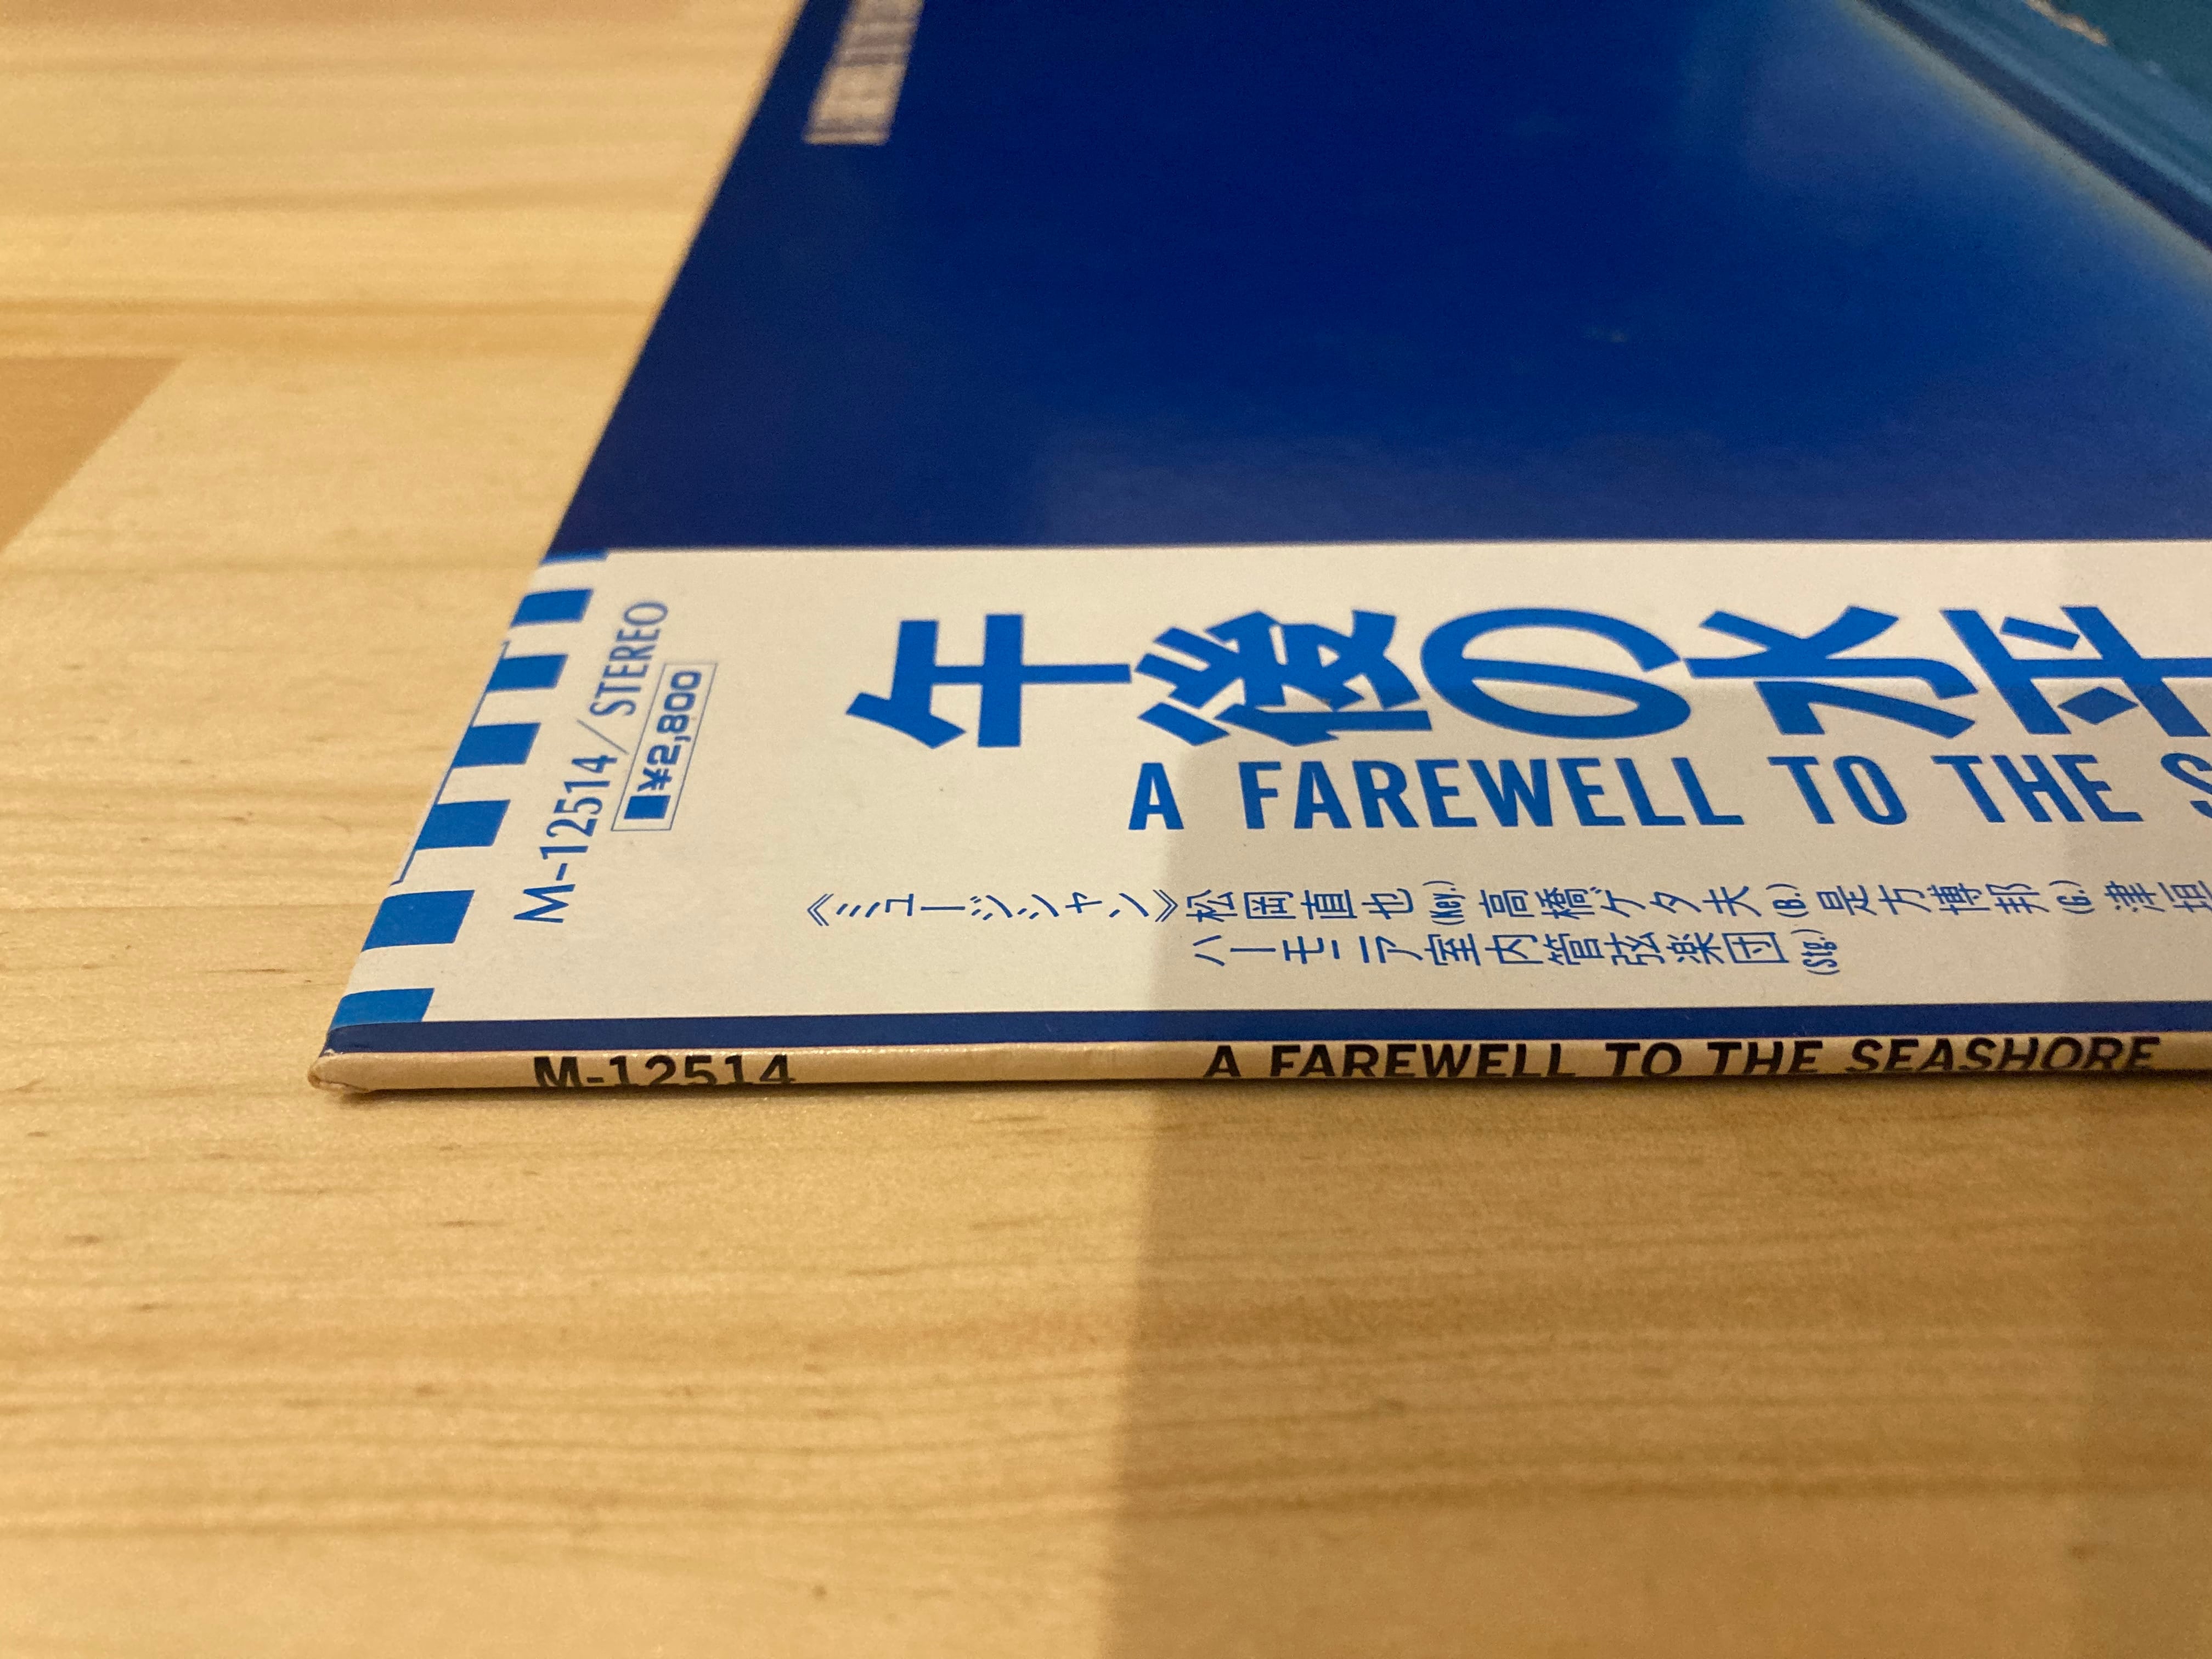 M-12514/STEREO
¥2,800
午後の水平
A FAREWELL TO THE S
《ミュージシャン》松岡直也(Key.)高橋ゲタ夫(B.)是方博邦(G.)津垣
ハーモニア室内管弦楽団(Stg.)
M-12514
A FAREWELL TO THE SEASHORE